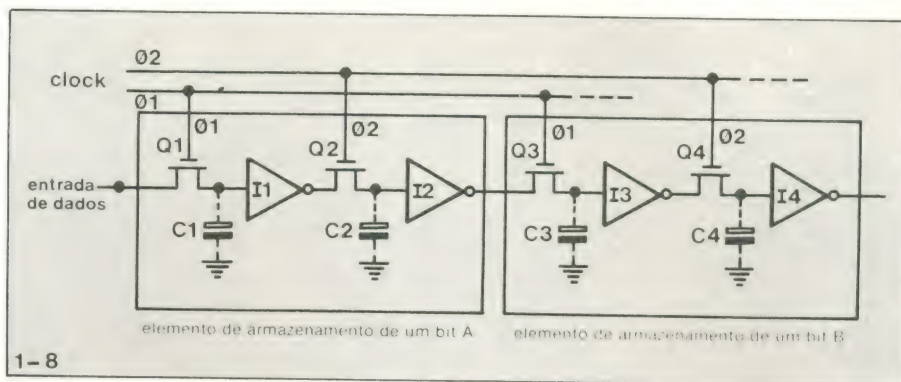 Ø2
clock
Ø1
Ø1
Ø2
Ø1
Ø2
Q1
Q2
Q3
Q4
entrada
de dados
I1
I2
I3
I4
C1
C2
C3
C4
elemento de armazenamento de um bit A
elemento de armazenamento de um bit B
1-8